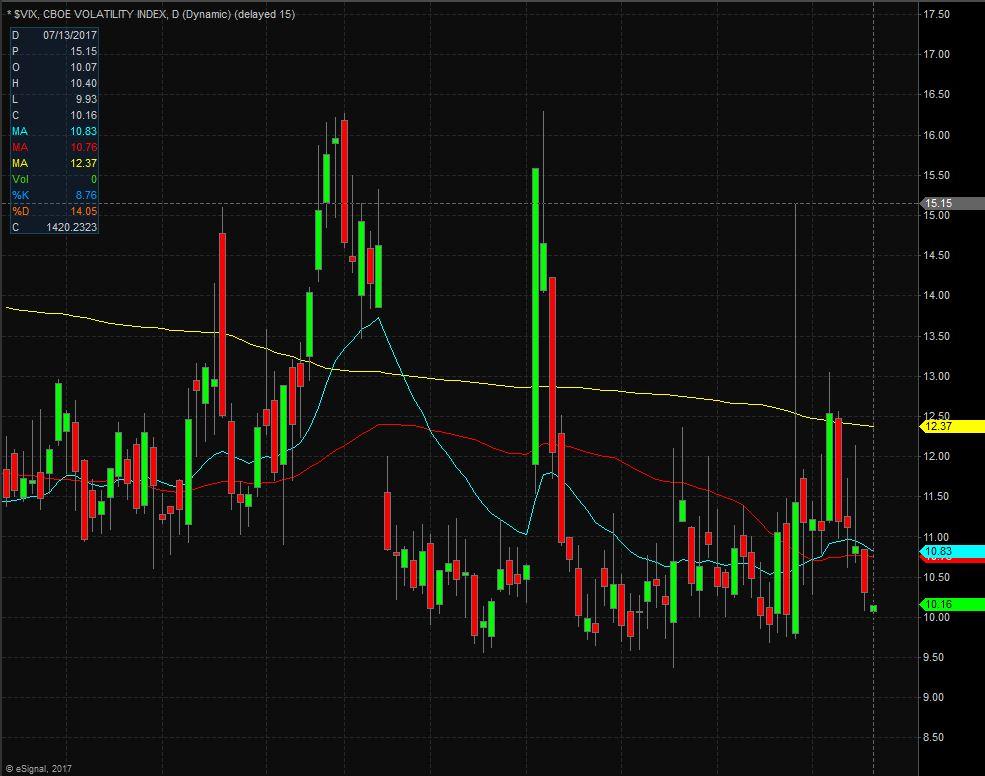 * $VIX, CBOE VOLATILITY INDEX, D (Dynamic) (delayed 15)
D 07/13/2017
P 15.15
O 10.07
H 10.40
L 9.93
C 10.16
MA 10.83
MA 10.76
MA 12.37
Vol 0
%K 8.76
%D 14.05
C 1420.2323
17.50
17.00
16.50
16.00
15.50
15.15
15.00
14.50
14.00
13.50
13.00
12.50
12.37
12.00
11.50
11.00
10.83
10.50
10.16
10.00
9.50
9.00
8.50
© eSignal, 2017